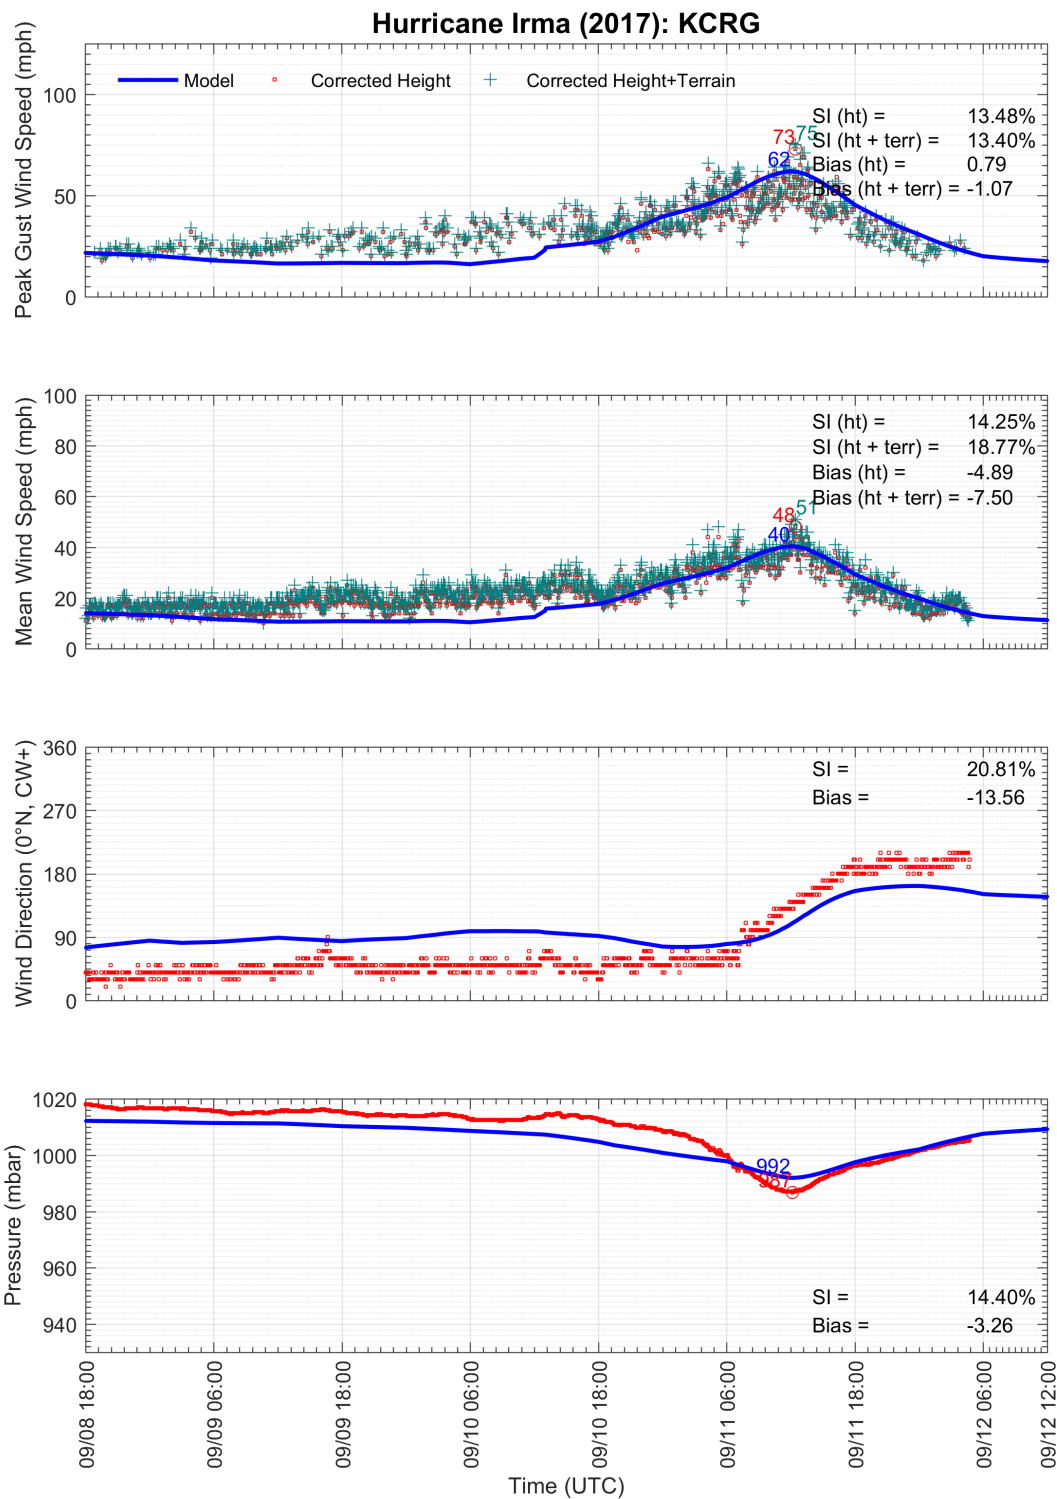 Hurricane Irma (2017): KCRG
Peak Gust Wind Speed (mph)
100
50
0
Model
Corrected Height
Corrected Height+Terrain
SI (ht) = 13.48%
SI (ht + terr) = 13.40%
Bias (ht) = 0.79
Bias (ht + terr) = -1.07
73
75
62
Mean Wind Speed (mph)
100
80
60
40
20
0
SI (ht) = 14.25%
SI (ht + terr) = 18.77%
Bias (ht) = -4.89
Bias (ht + terr) = -7.50
48
51
40
Wind Direction (0°N, CW+)
360
270
180
90
0
SI = 20.81%
Bias = -13.56
Pressure (mbar)
1020
1000
980
960
940
992
987
SI = 14.40%
Bias = -3.26
09/08 18:00
09/09 06:00
09/09 18:00
09/10 06:00
09/10 18:00
09/11 06:00
09/11 18:00
09/12 06:00
09/12 12:00
Time (UTC)